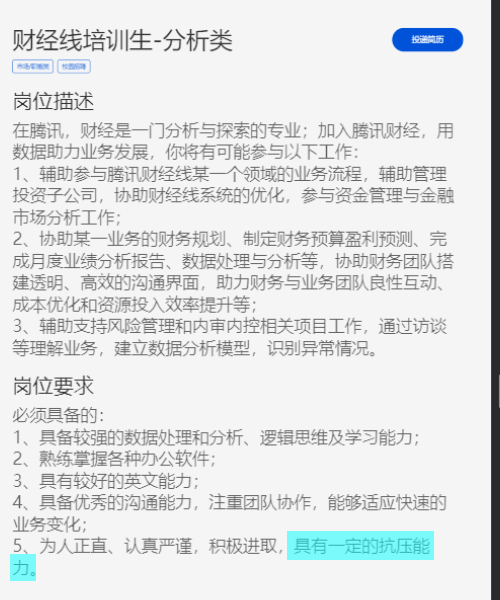 财经线培训生-分析类
投递简历
校园招聘
岗位描述
在腾讯，财经是一门分析与探索的专业；加入腾讯财经，用
数据助力业务发展，你将有可能参与以下工作：
1、辅助参与腾讯财经线某一个领域的业务流程，辅助管理
投资子公司，协助财经线系统的优化，参与资金管理与金融
市场分析工作；
2、协助某一业务的财务规划、制定财务预算盈利预测、完
成月度业绩分析报告、数据处理与分析等，协助财务团队搭
建透明、高效的沟通界面，助力财务与业务团队良性互动、
成本优化和资源投入效率提升等；
3、辅助支持风险管理和内审内控相关项目工作，通过访谈
等理解业务，建立数据分析模型，识别异常情况。
岗位要求
必须具备的：
1、具备较强的数据处理和分析、逻辑思维及学习能力；
2、熟练掌握各种办公软件；
3、具有较好的英文能力；
4、具备优秀的沟通能力，注重团队协作，能够适应快速的
业务变化；
5、为人正直、认真严谨，积极进取，具有一定的抗压能
力。